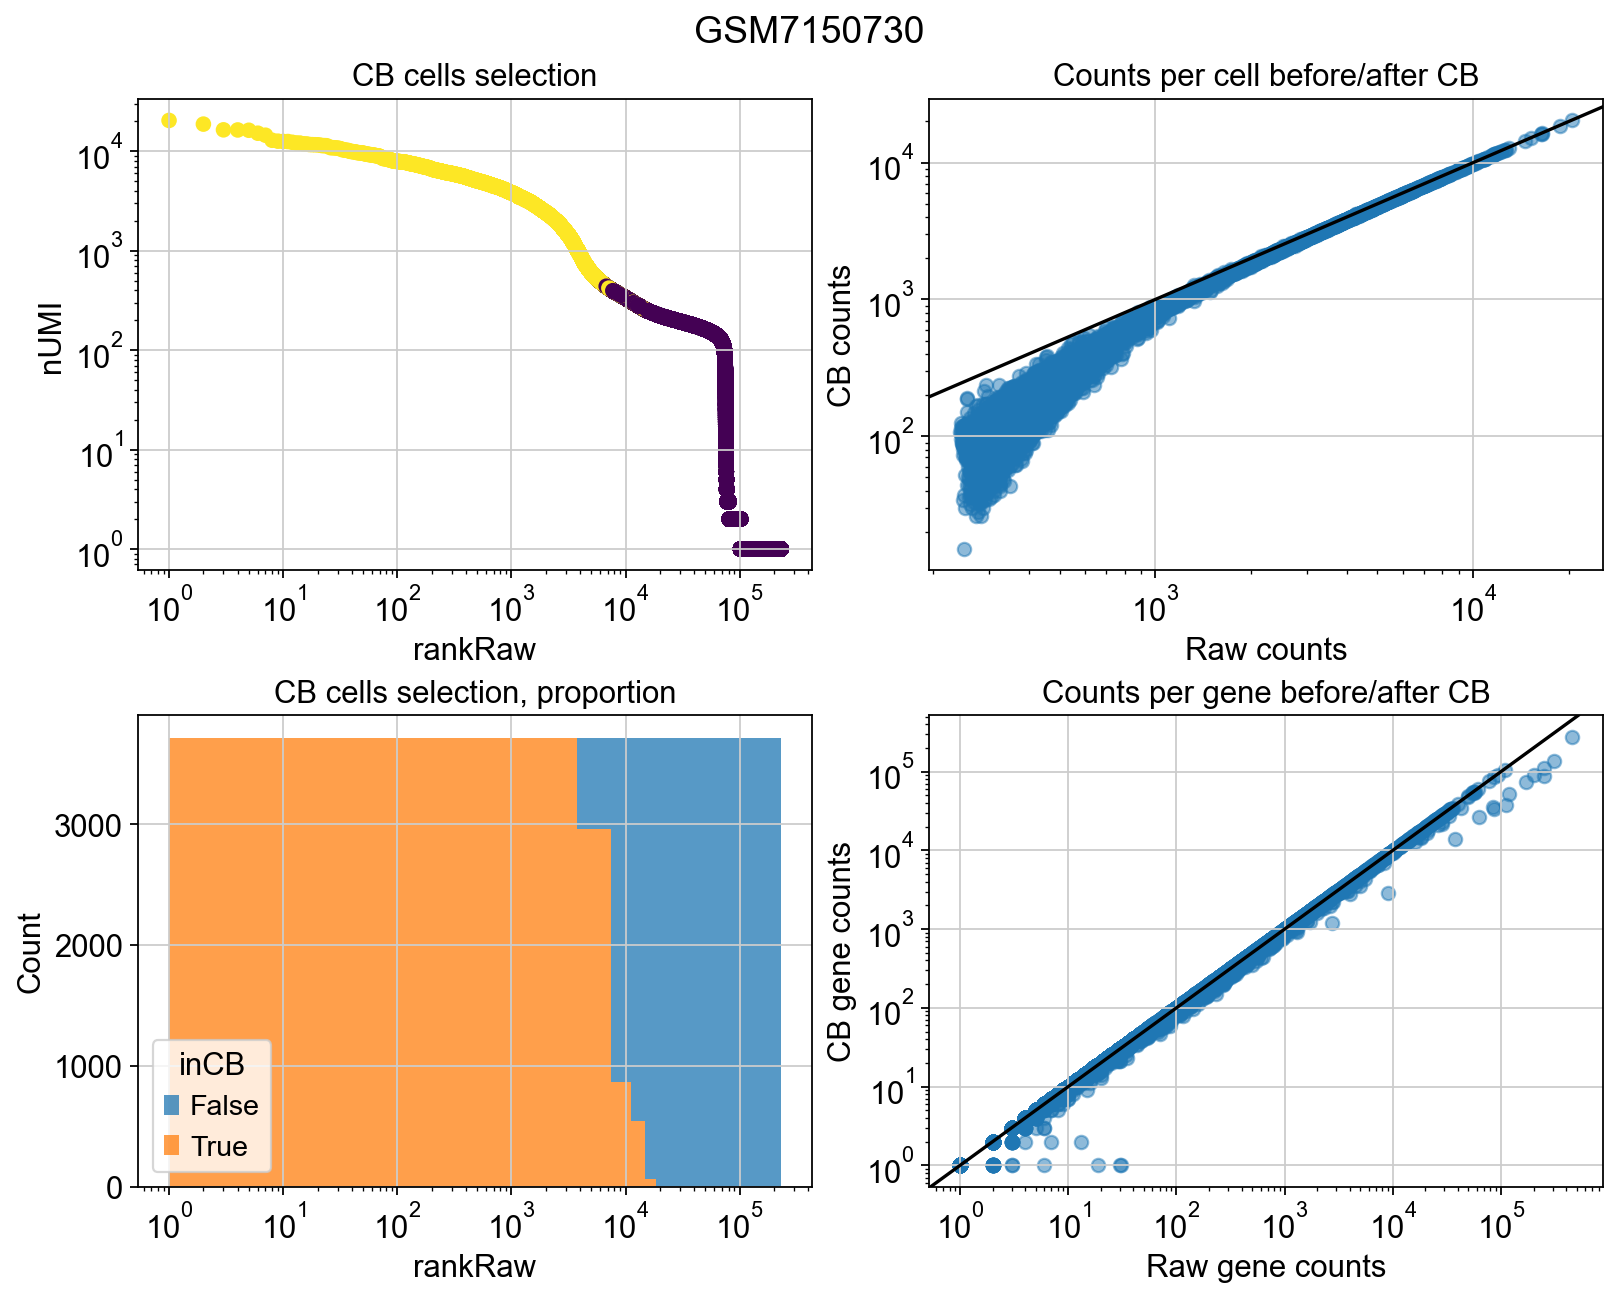 GSM7150730
CB cells selection
nUMI
10^4
10^3
10^2
10^1
10^0
10^0 10^1 10^2 10^3 10^4 10^5
rankRaw
Counts per cell before/after CB
CB counts
10^4
10^3
10^2
10^3 10^4
Raw counts
CB cells selection, proportion
Count
3000
2000
1000
0
inCB
False
True
10^0 10^1 10^2 10^3 10^4 10^5
rankRaw
Counts per gene before/after CB
CB gene counts
10^5
10^4
10^3
10^2
10^1
10^0
10^0 10^1 10^2 10^3 10^4 10^5
Raw gene counts